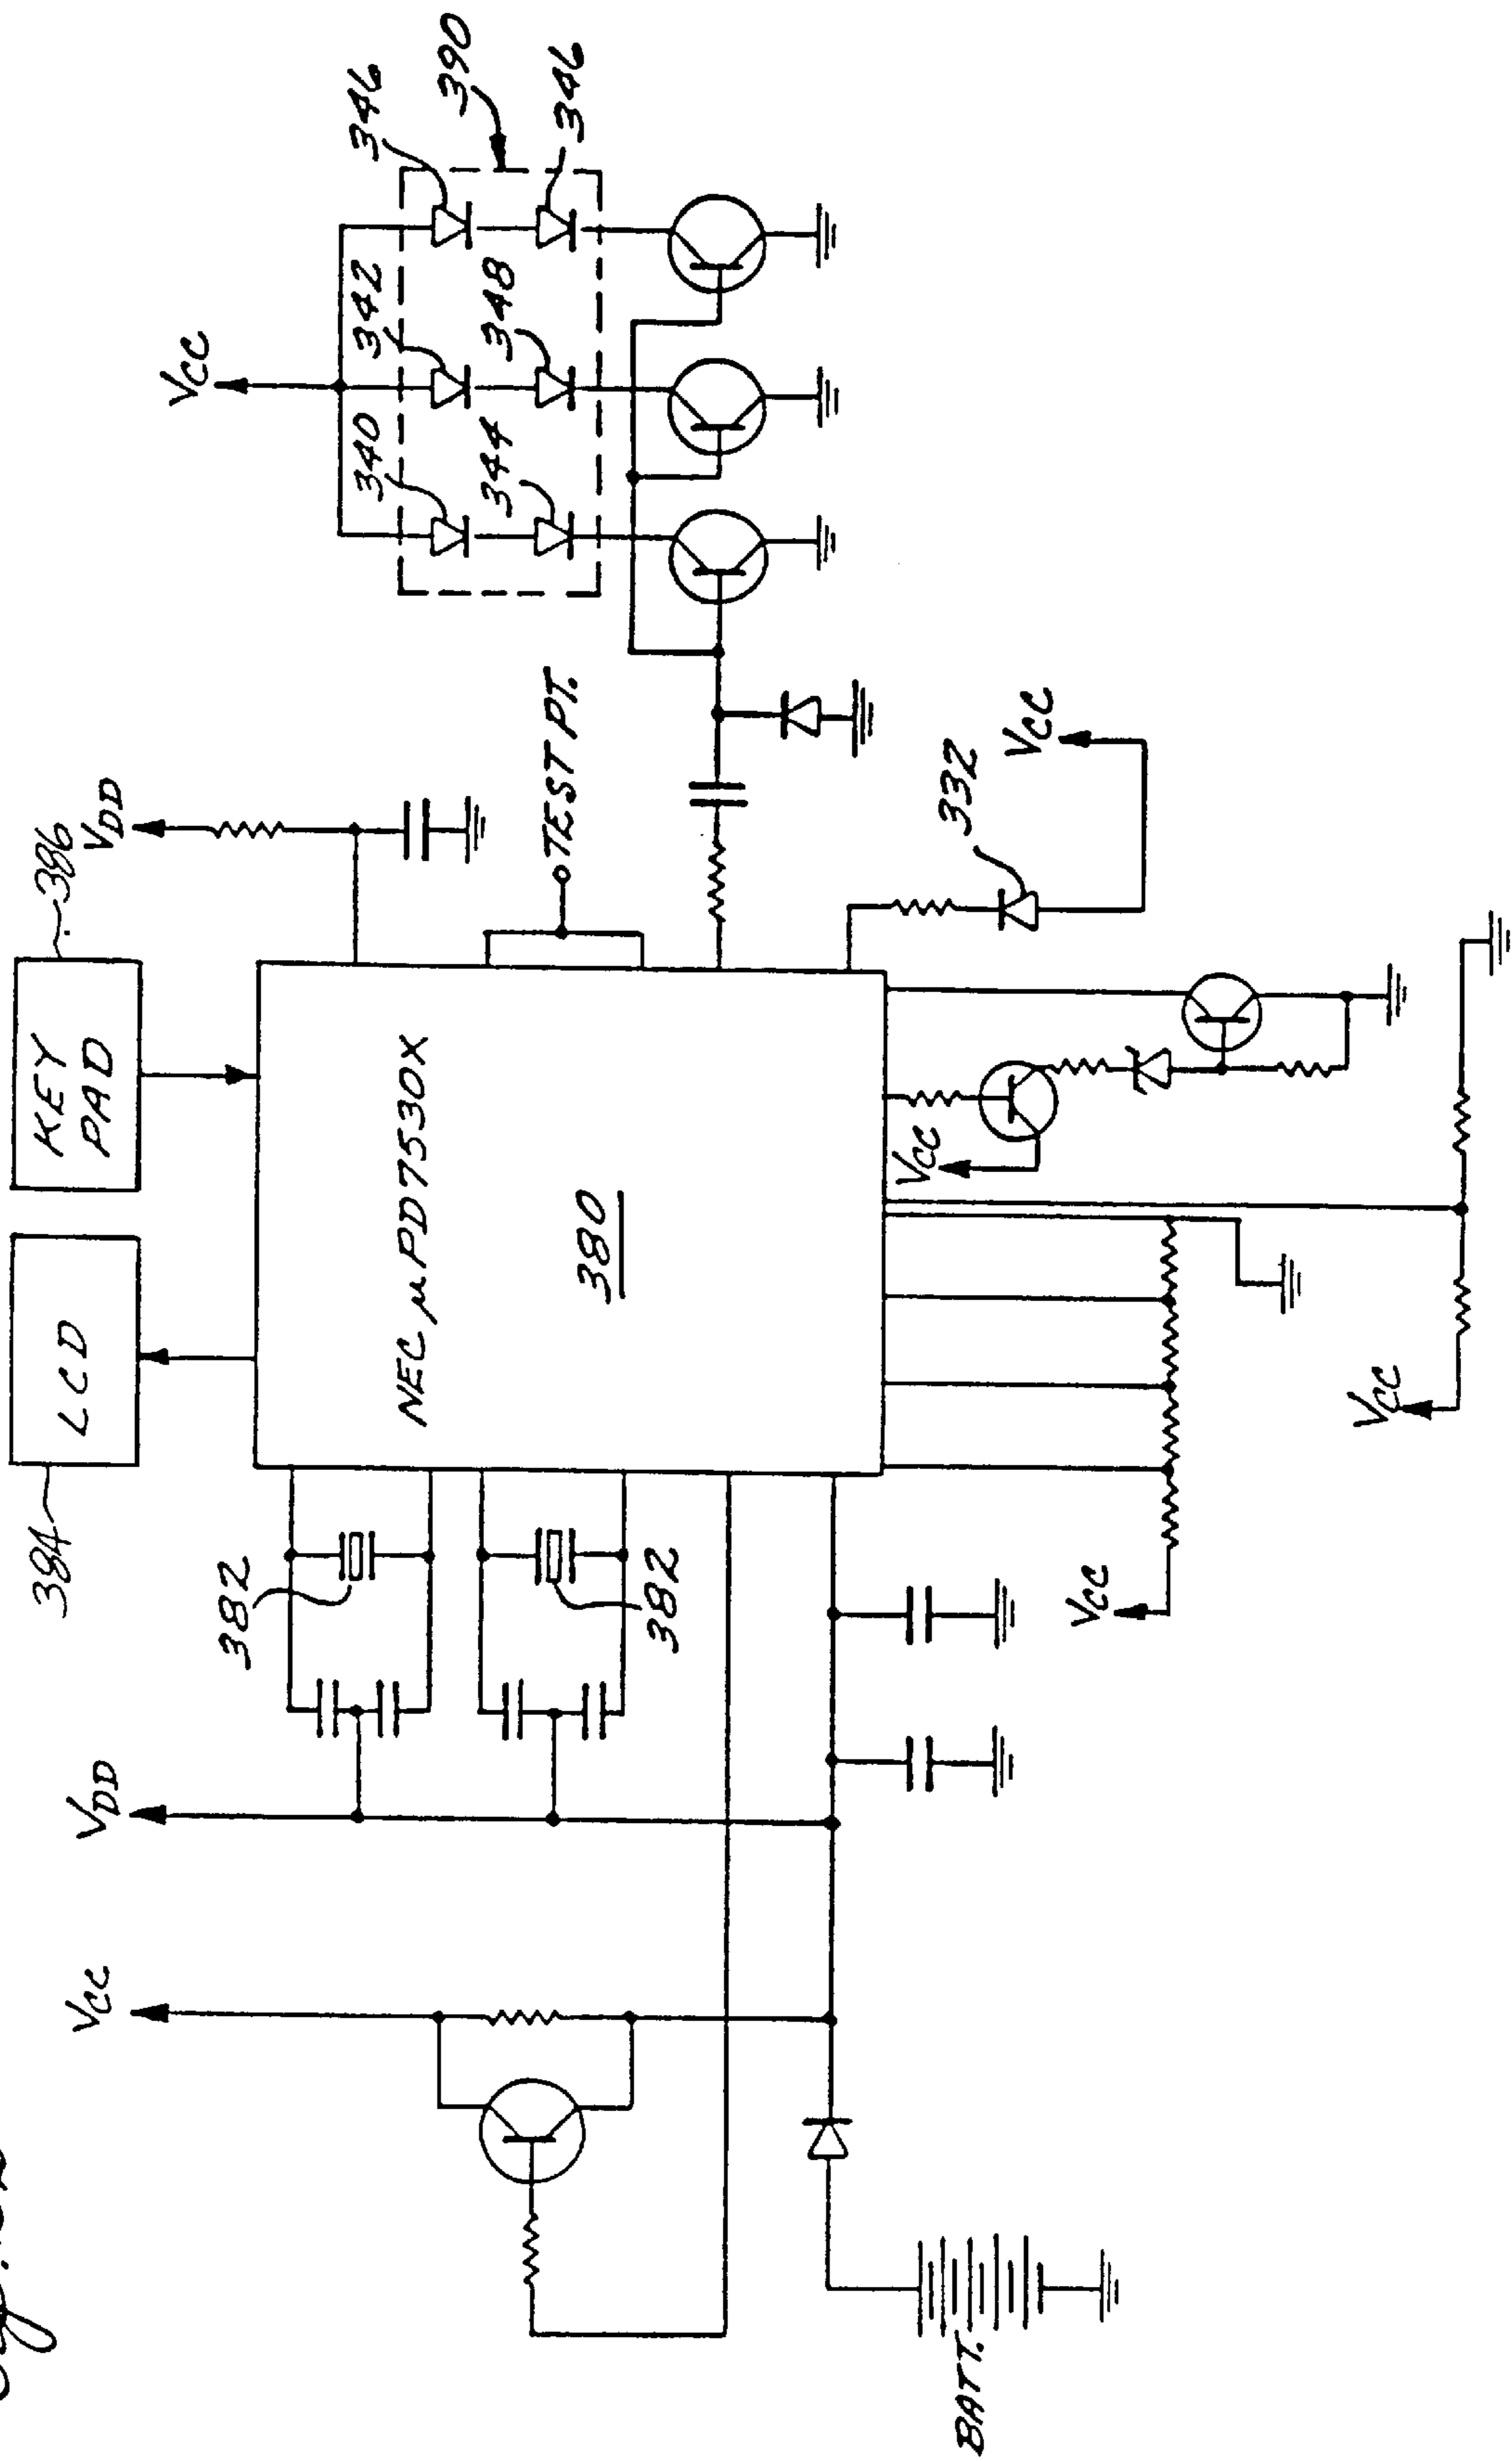 384
LCD
KEY
PAD
386
VCC
VDD
VDD
VCC
382
340
342
346
NEC µPD7530X
390
344
348
346
TEST PT.
380
382
VCC
332
BATT.
VCC
VCC
VCC